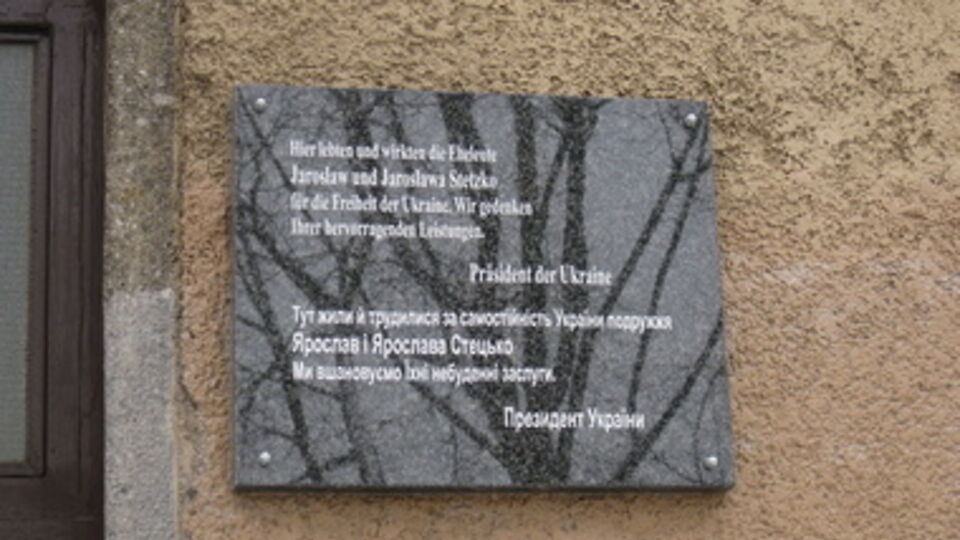 Hier lebten und wirkten die Eheleute
Jaroslaw und Jaroslawa Stetzko
für die Freiheit der Ukraine. Wir gedenken
Ihrer hervorragenden Leistungen.
Präsident der Ukraine
Тут жили й трудилися за самостійність України подружжя
Ярослав і Ярослава Стецько
Ми вшановуємо їхні небуденні заслуги.
Президент України